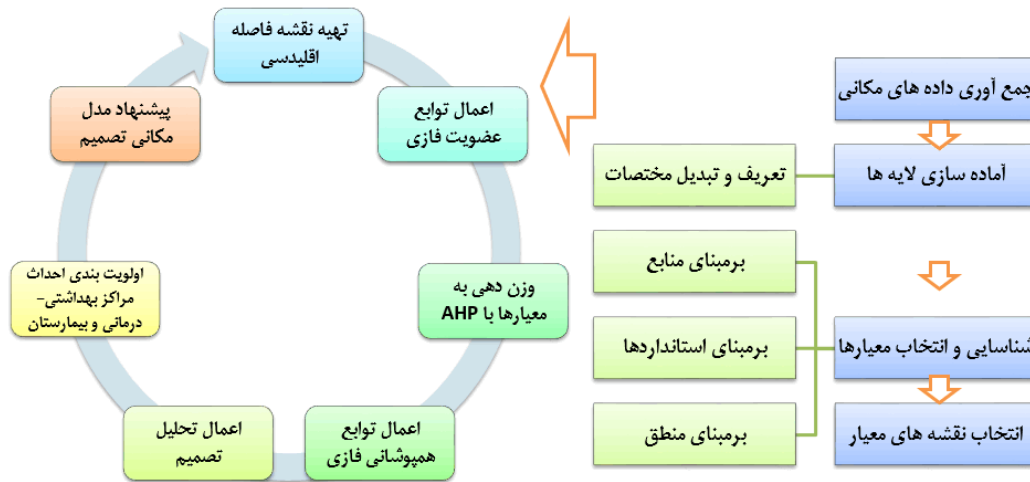 جمع آوری داده های مکانی
آماده سازی لایه ها
تعریف و تبدیل مختصات
شناسایی و انتخاب معیارها
برمبنای منابع
برمبنای استانداردها
برمبنای منطق
انتخاب نقشه های معیار
تهیه نقشه فاصله
اقلیدسی
اعمال توابع
عضویت فازی
وزن دهی به
معیارها با AHP
اعمال توابع
همپوشانی فازی
اعمال تحلیل
تصمیم
اولویت بندی احداث
مراکز بهداشتی-
درمانی و بیمارستان
پیشنهاد مدل
مکانی تصمیم